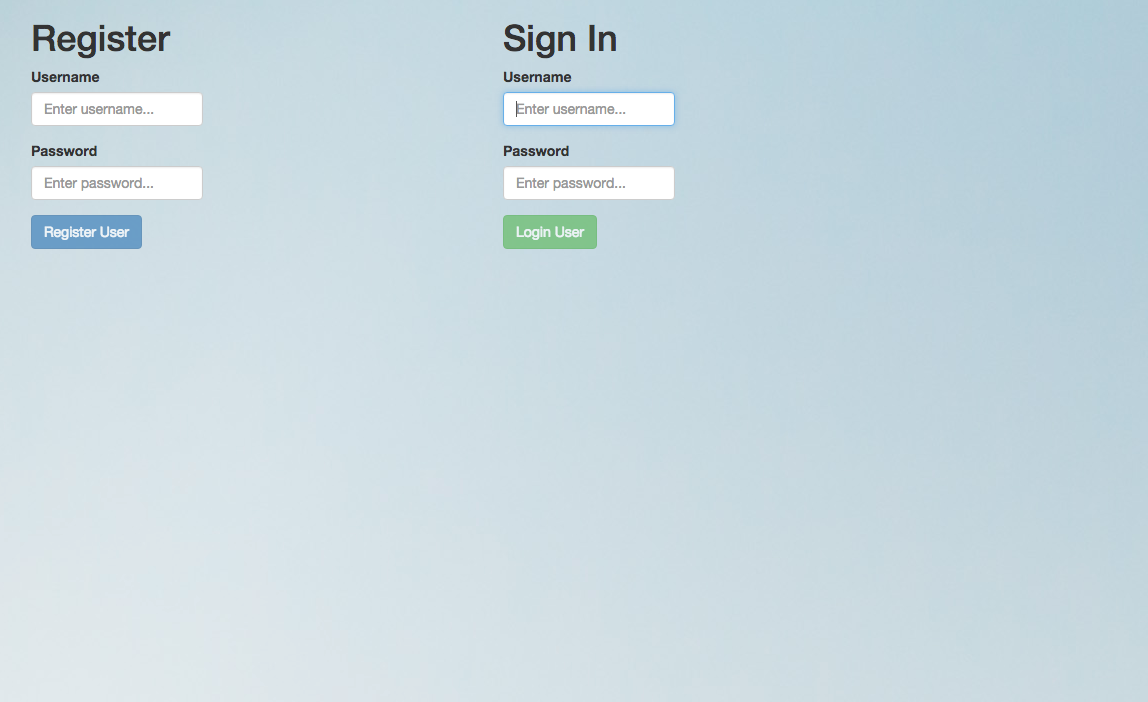 Register
Username
Enter username...
Password
Enter password...
Register User
Sign In
Username
Enter username...
Password
Enter password...
Login User